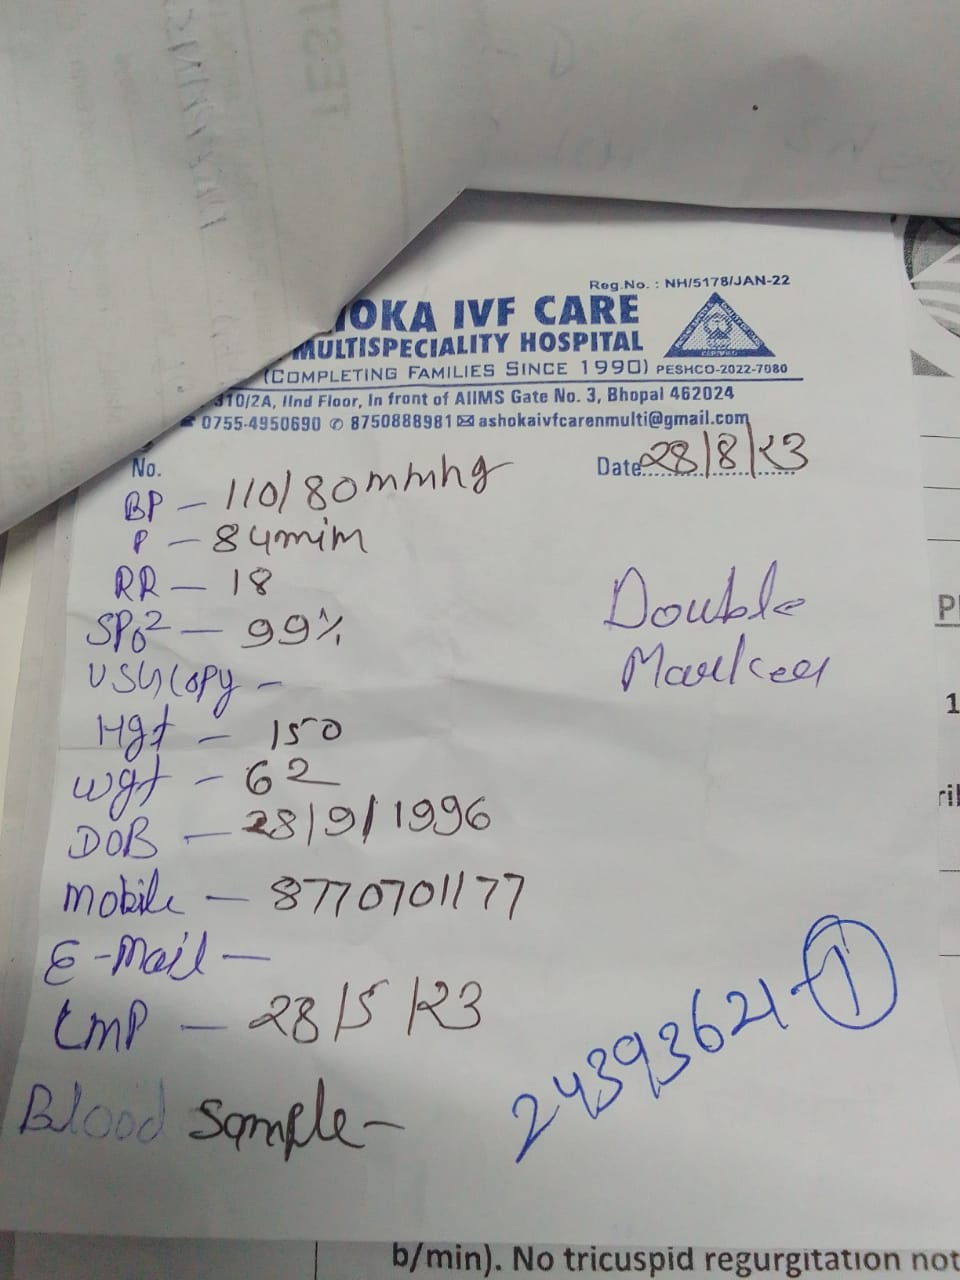 Reg.No. : NH/5178/JAN-22
IVF CARE
MULTISPECIALITY HOSPITAL
(COMPLETING FAMILIES SINCE 1990) PESHCO-2022-7080
310/2A, IInd Floor, In front of AIIMS Gate No. 3, Bhopal 462024
0755-4950690 8750888981 ashokaivfcarenmulti@gmail.com
No.
Date 28/8/23
BP - 110/80mmhg
P - 84mim
RR - 18
SPo2 - 99%
Double
Marker
USG Copy -
Hgt - 150
wgt - 62
DOB - 28/9/1996
mobile - 8770701177
E-Mail -
LMP - 28/5/23
24393621-1
Blood Sample-
b/min). No tricuspid regurgitation not